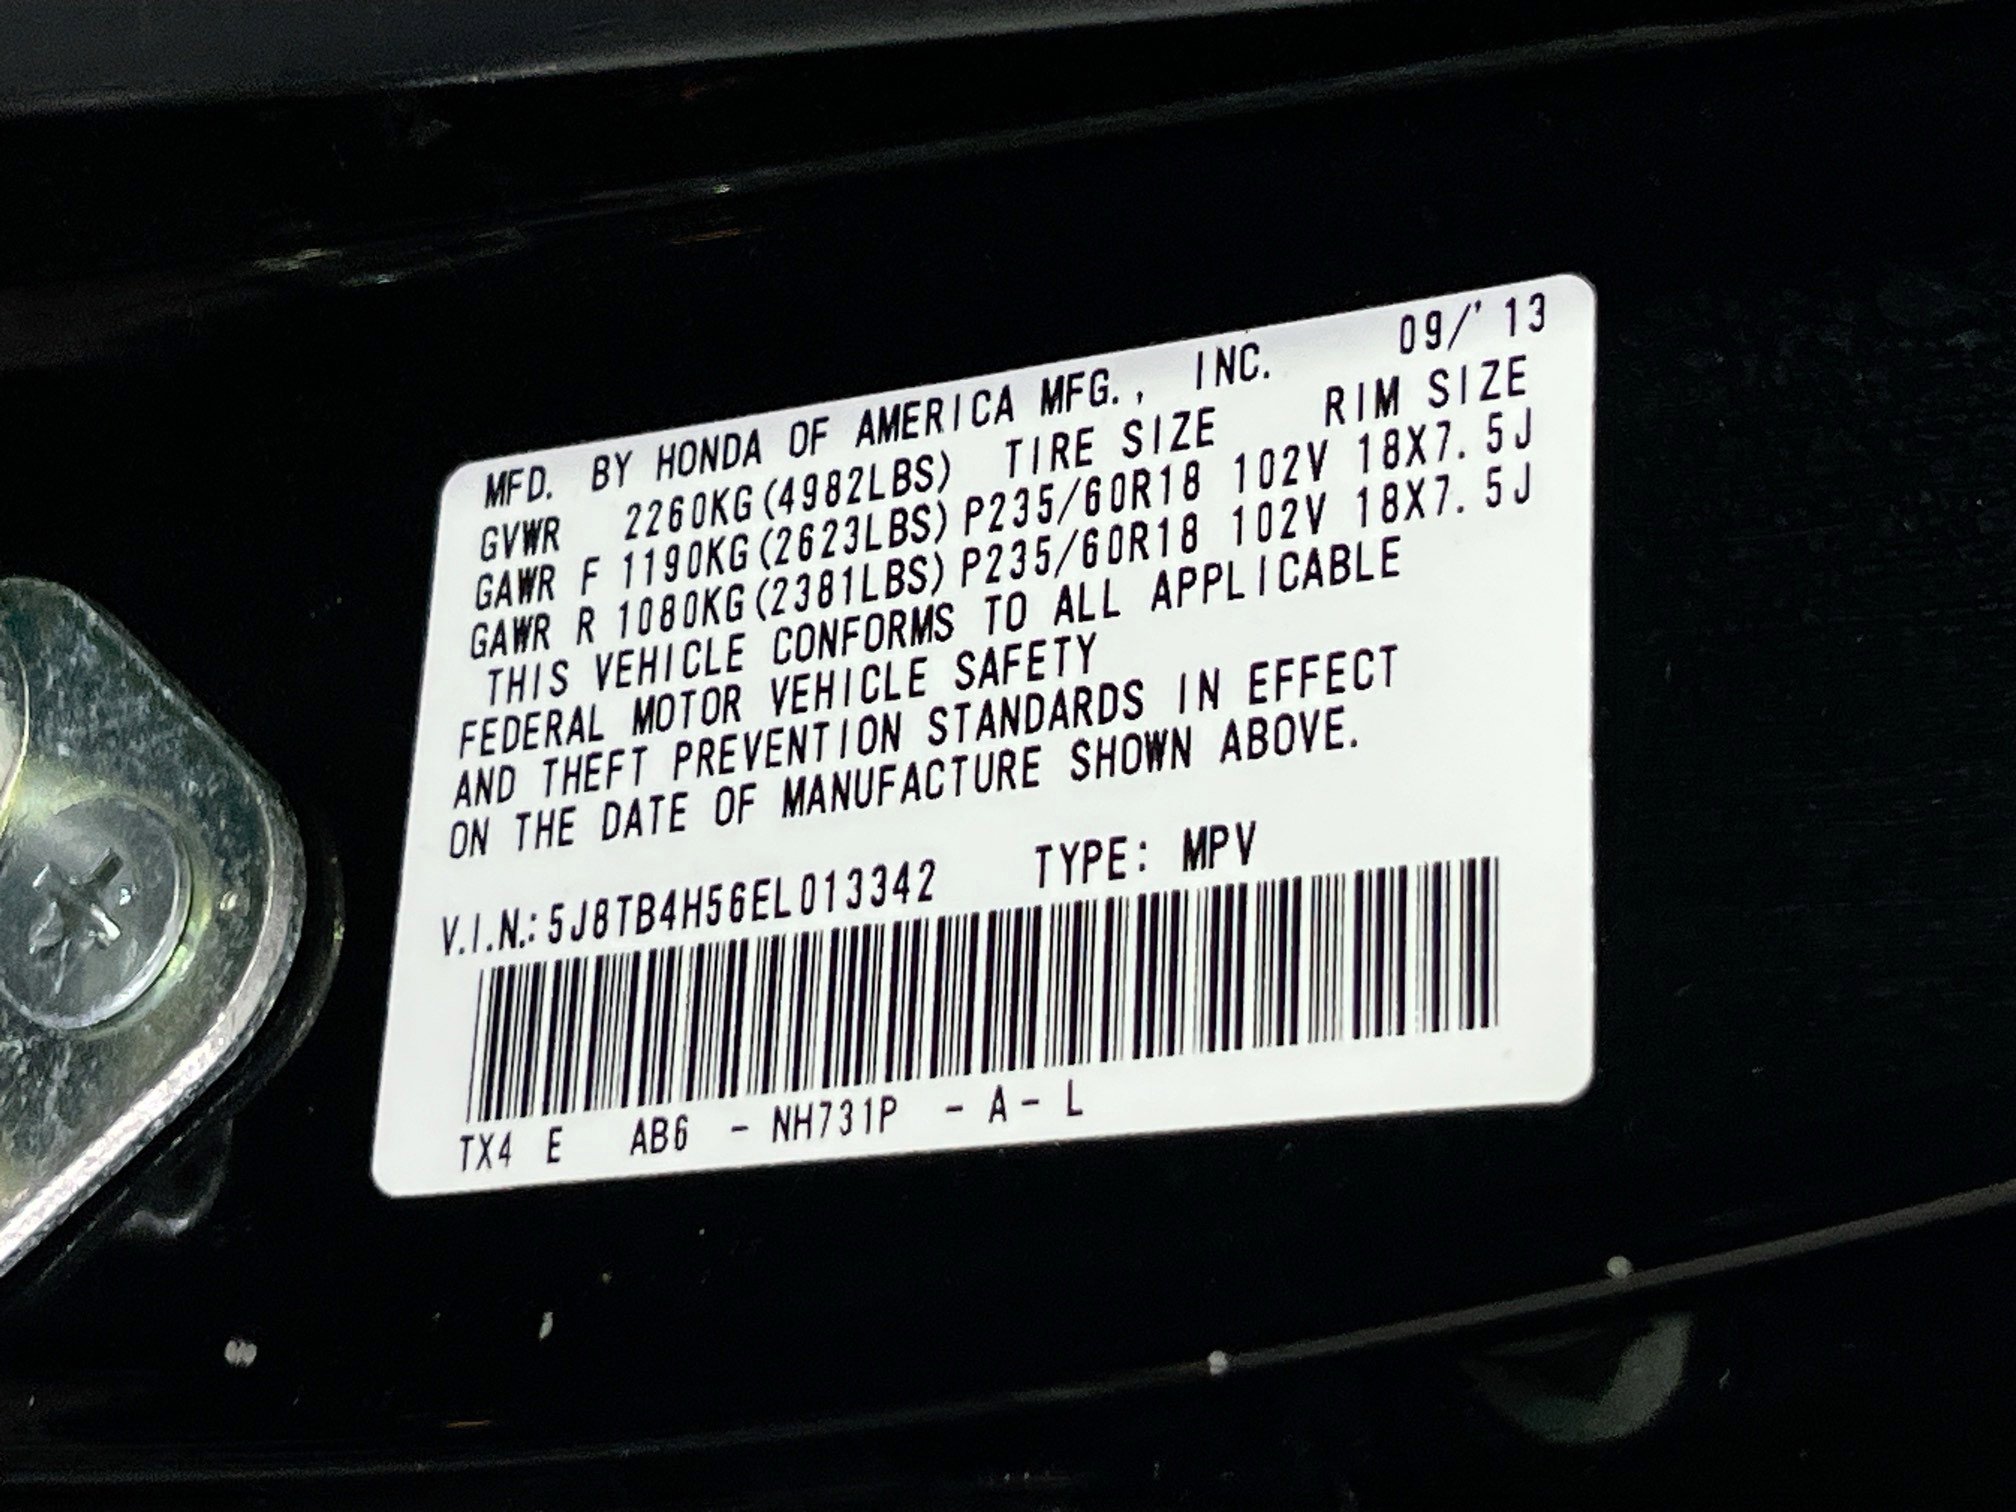 MFD. BY HONDA OF AMERICA MFG., INC. 09/'13
GVWR 2260KG(4982LBS) TIRE SIZE RIM SIZE
GAWR F 1190KG(2623LBS) P235/60R18 102V 18X7.5J
GAWR R 1080KG(2381LBS) P235/60R18 102V 18X7.5J
THIS VEHICLE CONFORMS TO ALL APPLICABLE
FEDERAL MOTOR VEHICLE SAFETY
AND THEFT PREVENTION STANDARDS IN EFFECT
ON THE DATE OF MANUFACTURE SHOWN ABOVE.
V.I.N.: 5J8TB4H56EL013342 TYPE: MPV
TX4 E AB6 - NH731P - A- L